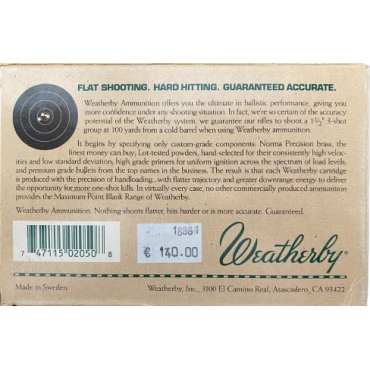 FLAT SHOOTING. HARD HITTING. GUARANTEED ACCURATE.
Weatherby Ammunition offers you the ultimate in ballistic performance, giving you
more confidence under any shooting situation. In fact, we're so certain of the accuracy
potential of the Weatherby system, we guarantee our rifles to shoot a 1½" 3-shot
group at 100 yards from a cold barrel when using Weatherby ammunition.
It begins by specifying only custom-grade components. Norma Precision brass, the
finest money can buy, Lot-tested powders, hand-selected for their consistently high veloc-
ities and low standard deviation, high grade primers for uniform ignition across the spectrum of load levels,
and premium grade bullets from the top names in the business. The result is that each Weatherby cartridge
is produced with the precision of handloading...with flatter trajectory and greater downrange energy to deliver
the opportunity for more one-shot kills. In virtually every case, no other commercially produced ammunition
provides the Maximum Point Blank Range of Weatherby.
Weatherby Ammunition. Nothing shoots flatter, hits harder or is more accurate. Guaranteed.
7 47115 02050 8
18881
€ 140.00
Weatherby®
Made in Sweden
Weatherby, Inc., 3100 El Camino Real, Atascadero, CA 93422